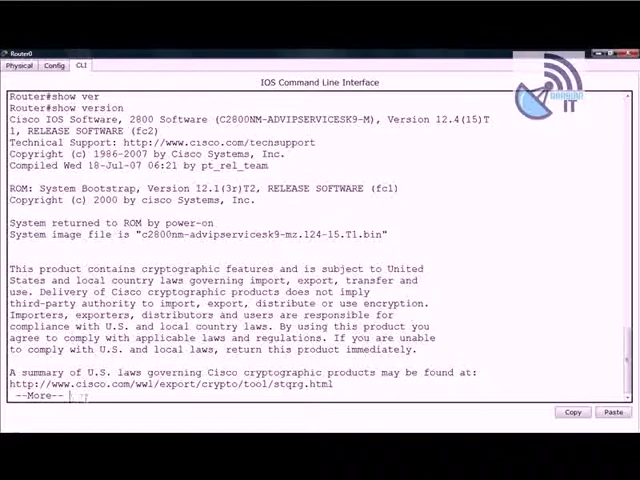 Router0
Physical Config CLI
IOS Command Line Interface
Router#show ver
Router#show version
Cisco IOS Software, 2800 Software (C2800NM-ADVIPSERVICESK9-M), Version 12.4(15)T
1, RELEASE SOFTWARE (fc2)
Technical Support: http://www.cisco.com/techsupport
Copyright (c) 1986-2007 by Cisco Systems, Inc.
Compiled Wed 18-Jul-07 06:21 by pt_rel_team
ROM: System Bootstrap, Version 12.1(3r)T2, RELEASE SOFTWARE (fc1)
Copyright (c) 2000 by cisco Systems, Inc.
System returned to ROM by power-on
System image file is "c2800nm-advipservicesk9-mz.124-15.T1.bin"
This product contains cryptographic features and is subject to United
States and local country laws governing import, export, transfer and
use. Delivery of Cisco cryptographic products does not imply
third-party authority to import, export, distribute or use encryption.
Importers, exporters, distributors and users are responsible for
compliance with U.S. and local country laws. By using this product you
agree to comply with applicable laws and regulations. If you are unable
to comply with U.S. and local laws, return this product immediately.
A summary of U.S. laws governing Cisco cryptographic products may be found at:
http://www.cisco.com/wwl/export/crypto/tool/stqrg.html
--More--
Copy Paste
IT